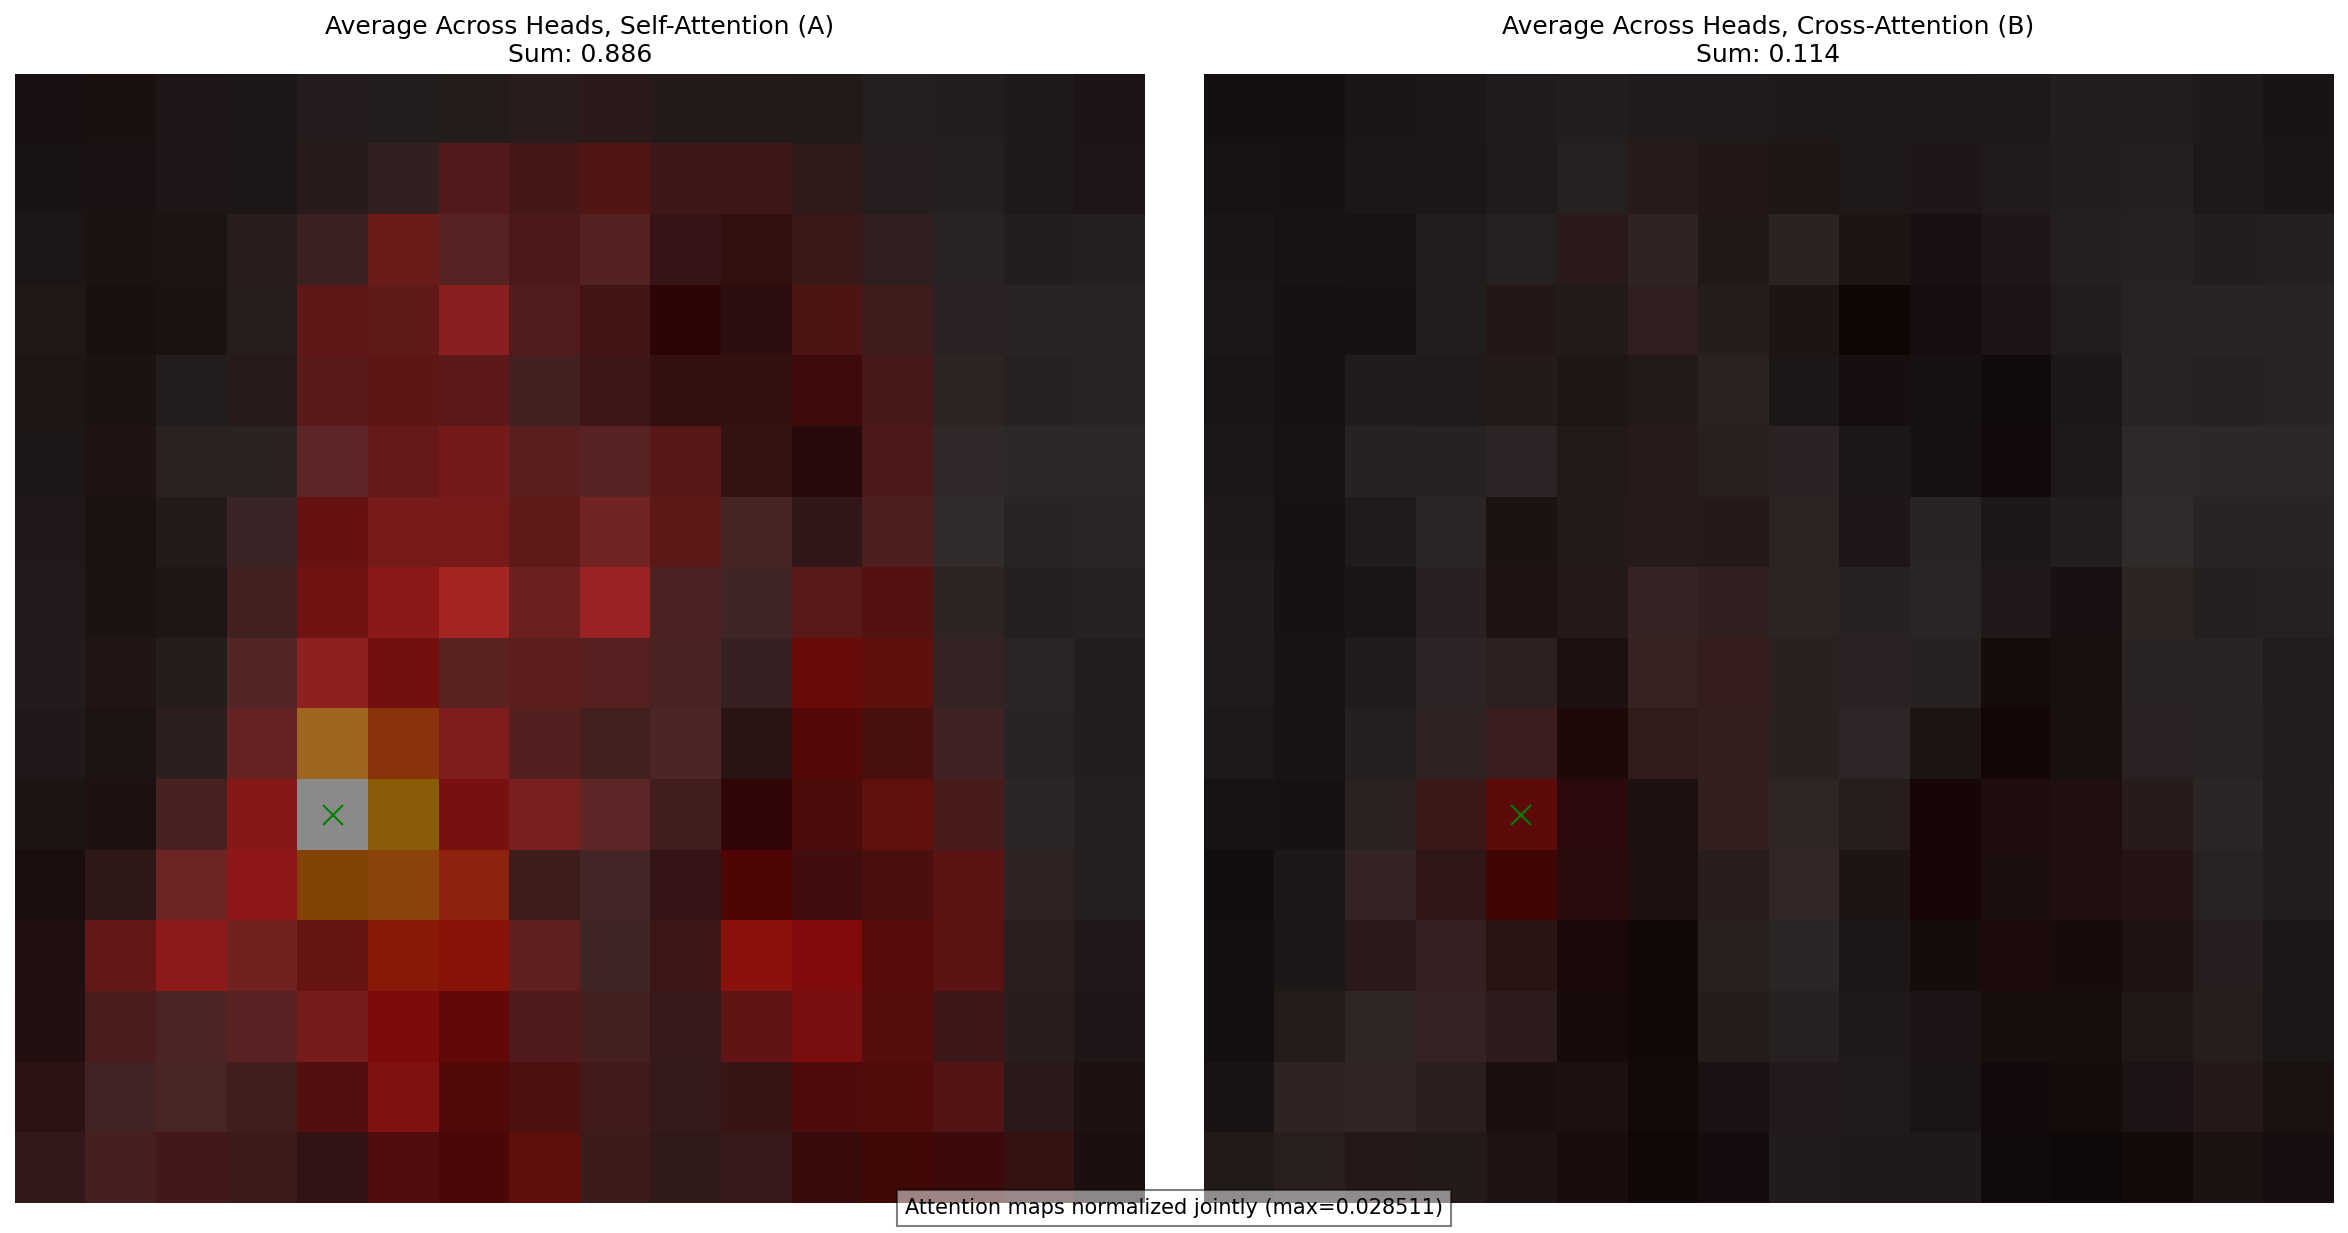 Average Across Heads, Self-Attention (A)
Sum: 0.886
Average Across Heads, Cross-Attention (B)
Sum: 0.114
Attention maps normalized jointly (max=0.028511)